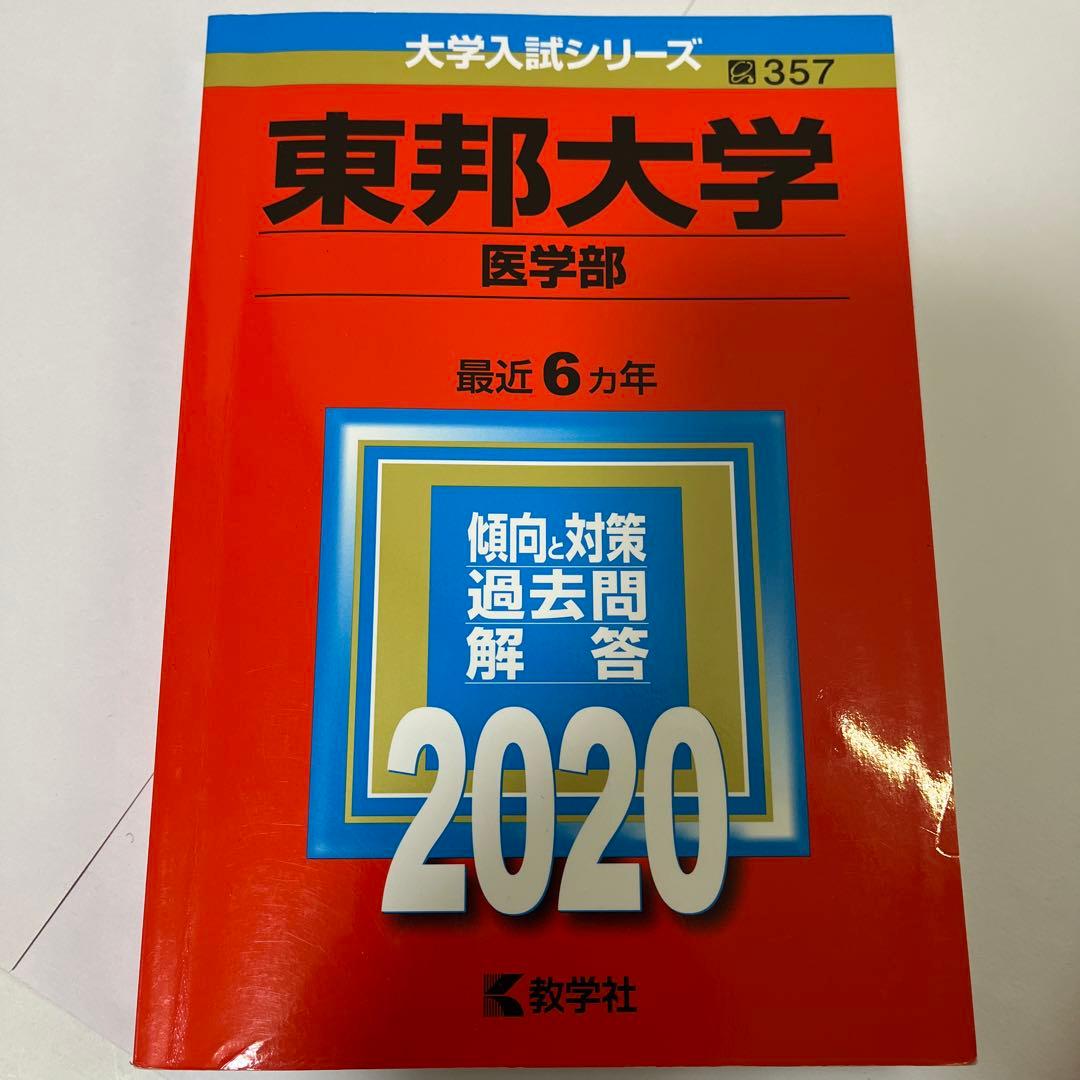 大学入試シリーズ
357
東邦大学
医学部
最近6カ年
傾向と対策
過去問
解答
2020
教学社